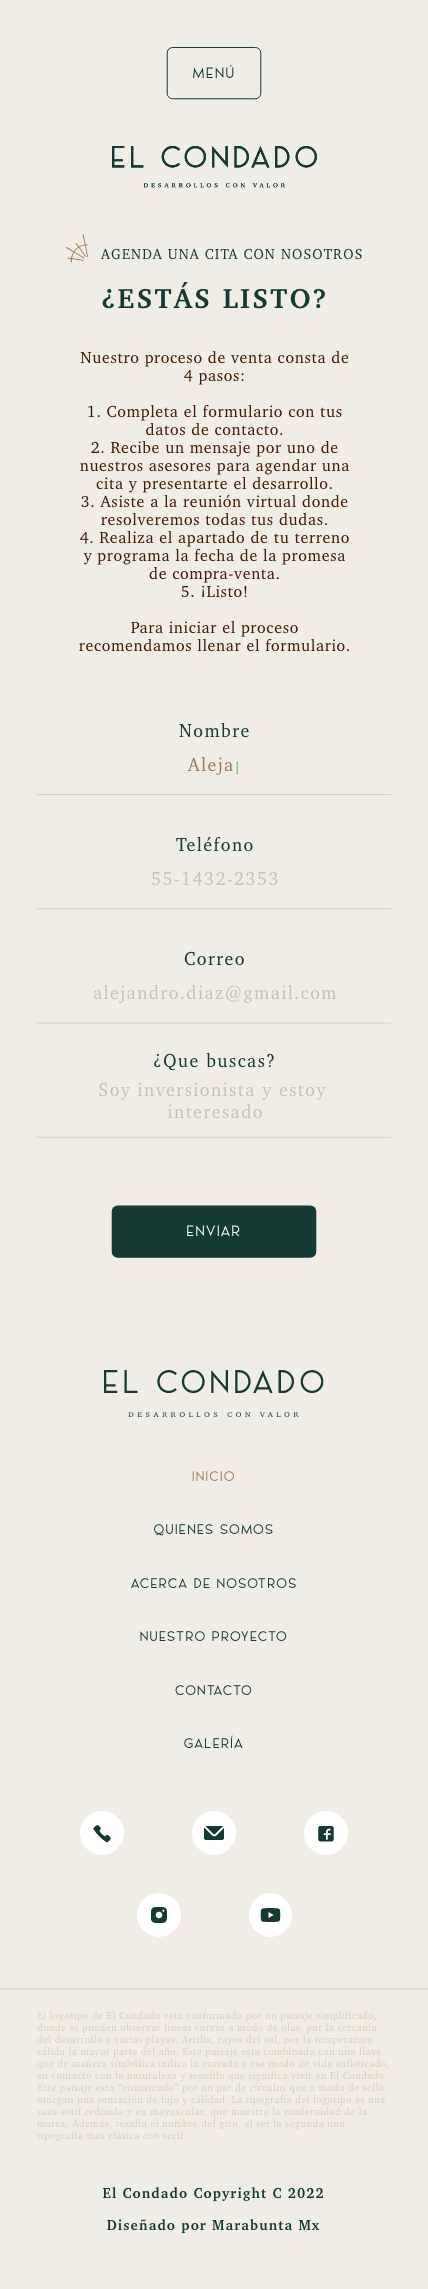 MENÚ
EL CONDADO
DESARROLLOS CON VALOR
AGENDA UNA CITA CON NOSOTROS
¿ESTÁS LISTO?
Nuestro proceso de venta consta de
4 pasos:
1. Completa el formulario con tus
datos de contacto.
2. Recibe un mensaje por uno de
nuestros asesores para agendar una
cita y presentarte el desarrollo.
3. Asiste a la reunión virtual donde
resolveremos todas tus dudas.
4. Realiza el apartado de tu terreno
y programa la fecha de la promesa
de compra-venta.
5. ¡Listo!
Para iniciar el proceso
recomendamos llenar el formulario.
Nombre
Aleja|
Teléfono
55-1432-2353
Correo
alejandro.diaz@gmail.com
¿Que buscas?
Soy inversionista y estoy
interesado
ENVIAR
EL CONDADO
DESARROLLOS CON VALOR
INICIO
QUIENES SOMOS
ACERCA DE NOSOTROS
NUESTRO PROYECTO
CONTACTO
GALERÍA
El logotipo de El Condado esta conformado por un paisaje simplificado,
donde se pueden observar líneas curvas a modo de olas, por la cercanía
del desarrollo a varias playas. Arriba, rayos del sol, por la temperatura
cálida la mayor parte del año. Este paisaje esta combinado con una llave
que de manera simbólica indica la entrada a ese modo de vida sofisticado,
en contacto con la naturaleza y sencillo que significa vivir en El Condado.
Este paisaje esta "enmarcado" por un par de círculos que a modo de sello
otorgan una sensación de lujo y cálidad. La tipografía del logotipo es una
sans-serif redonda y en mayusculas, que muestra la modernidad de la
marca. Además, resalta el nombre del giro, al ser la segunda una
tipografía más clásica con serif.
El Condado Copyright C 2022
Diseñado por Marabunta Mx